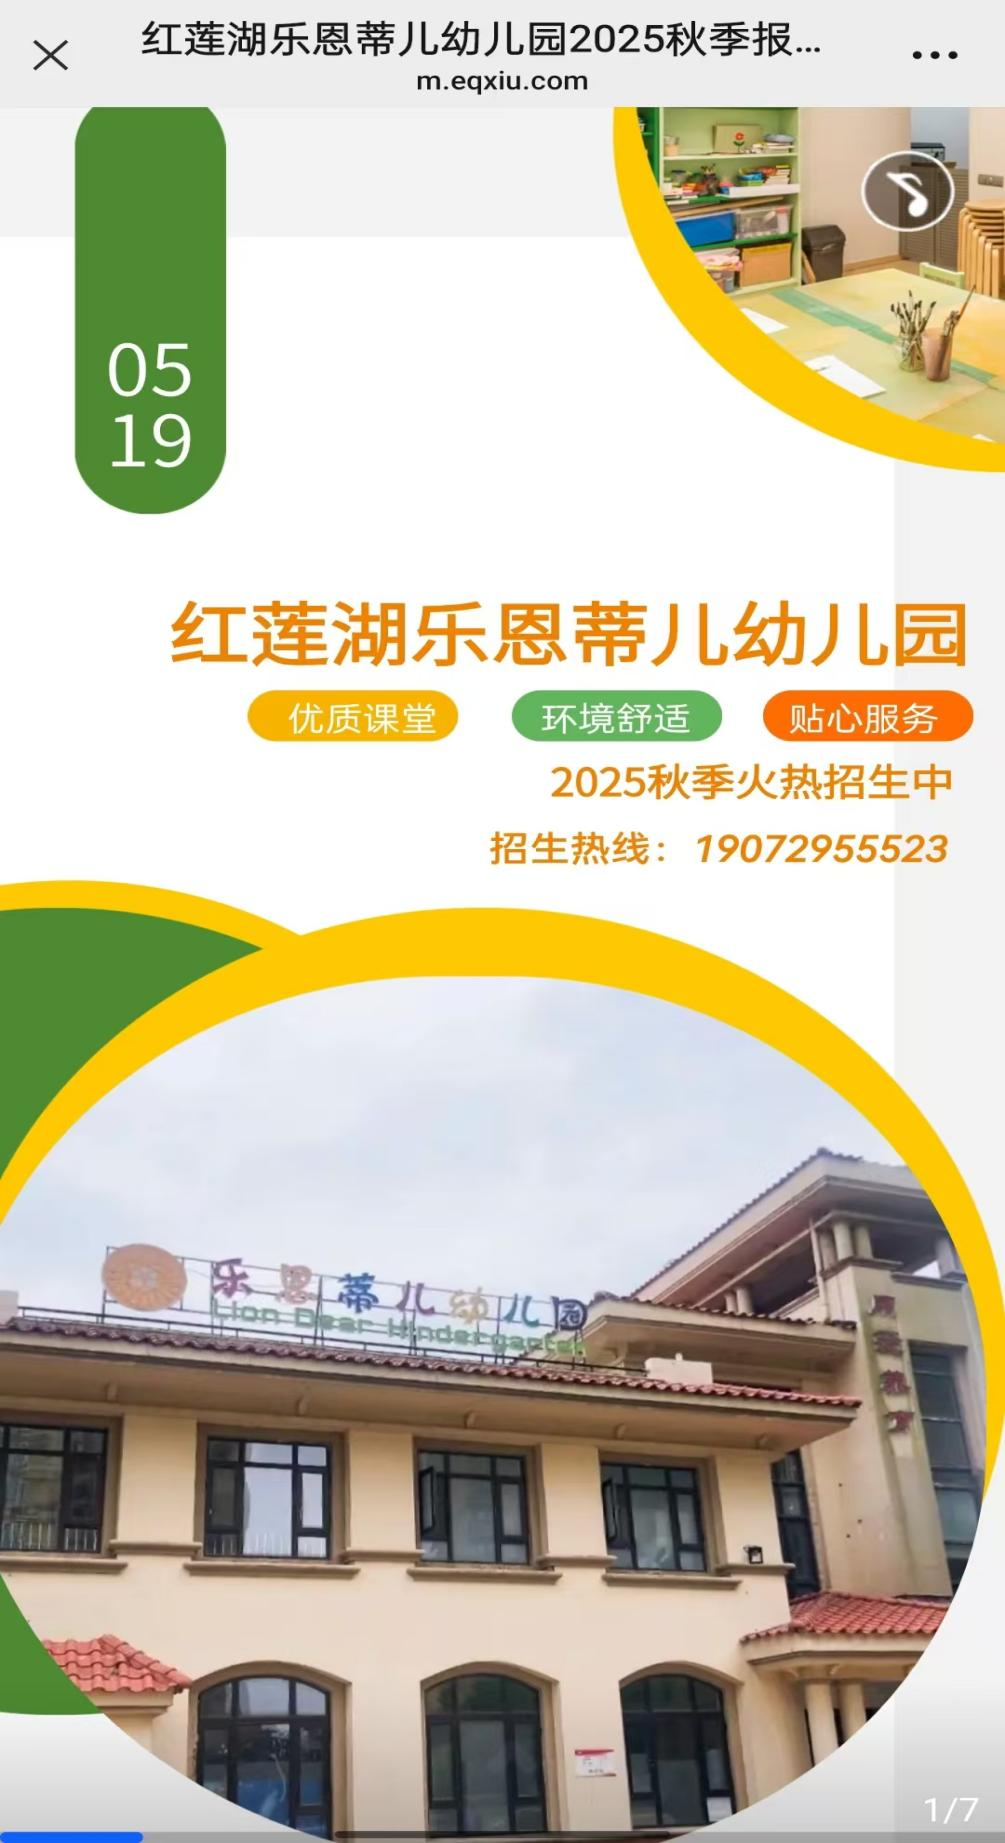 红莲湖乐恩蒂儿幼儿园2025秋季报...
m.eqxiu.com
05
19
红莲湖乐恩蒂儿幼儿园
优质课堂 环境舒适 贴心服务
2025秋季火热招生中
招生热线：19072955523
乐恩蒂儿幼儿园
Lion Dear Kindergarten
1/7